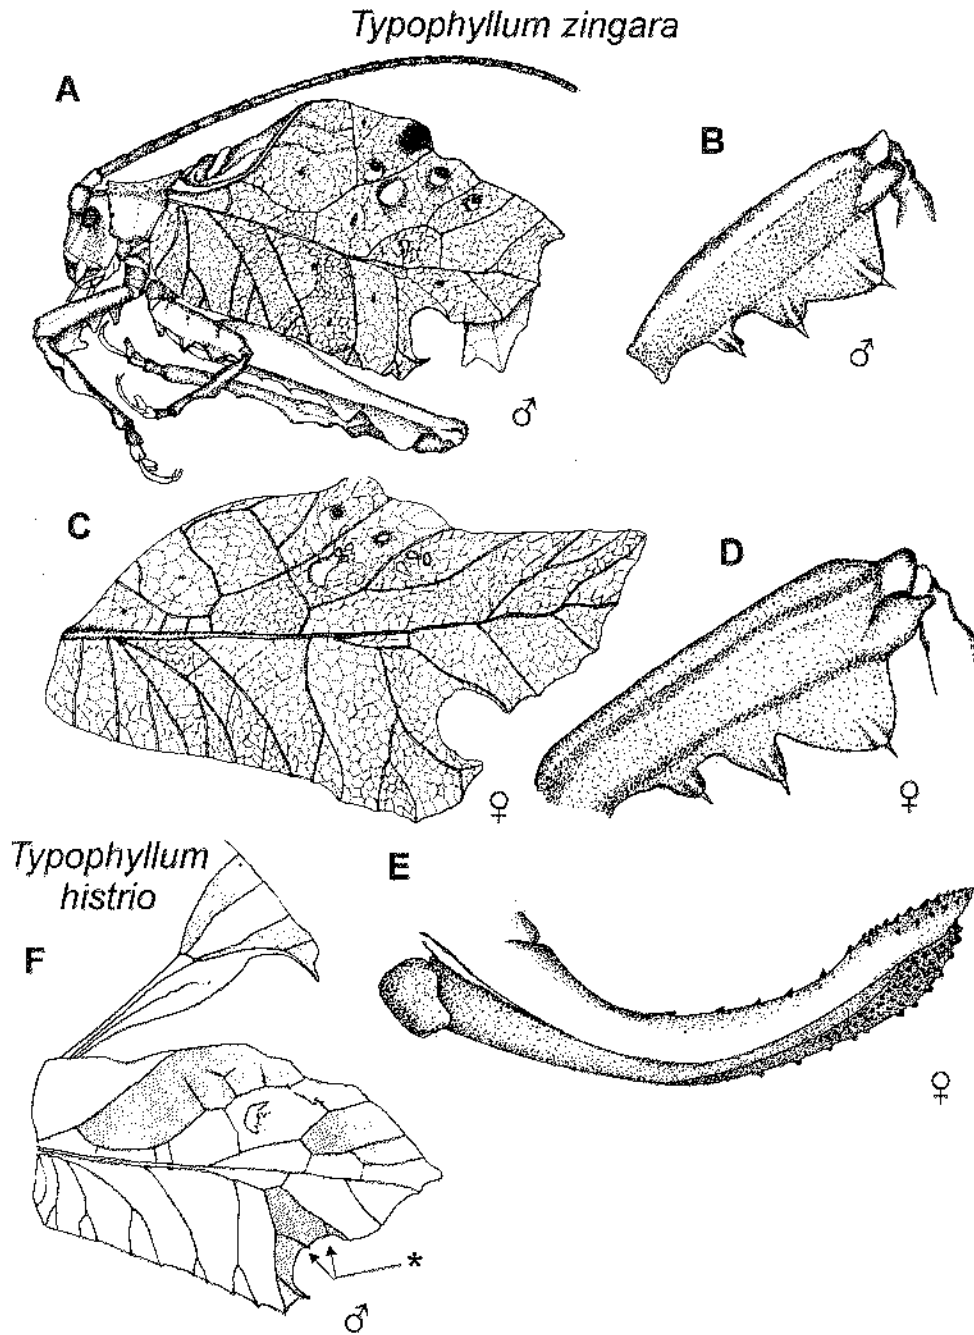 Typophyllum zingara
A
B
♂
♂
C
D
♀
♀
Typophyllum
histrio
E
F
♀
*
♂